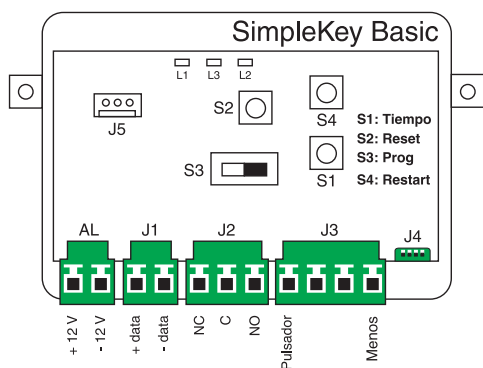 SimpleKey Basic
L1 L3 L2
J5
S2
S4
S3
S1
S1: Tiempo
S2: Reset
S3: Prog
S4: Restart
AL J1 J2 J3 J4
+ 12 V
- 12 V
+ data
- data
NC
C
NO
Pulsador
Menos